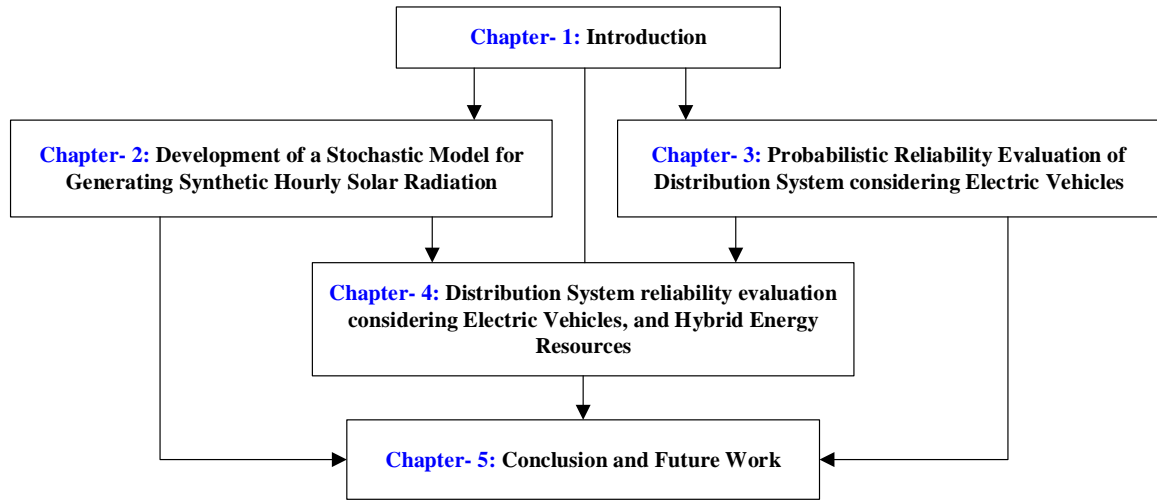 Chapter- 1: Introduction
Chapter- 2: Development of a Stochastic Model for
Generating Synthetic Hourly Solar Radiation
Chapter- 3: Probabilistic Reliability Evaluation of
Distribution System considering Electric Vehicles
Chapter- 4: Distribution System reliability evaluation
considering Electric Vehicles, and Hybrid Energy
Resources
Chapter- 5: Conclusion and Future Work